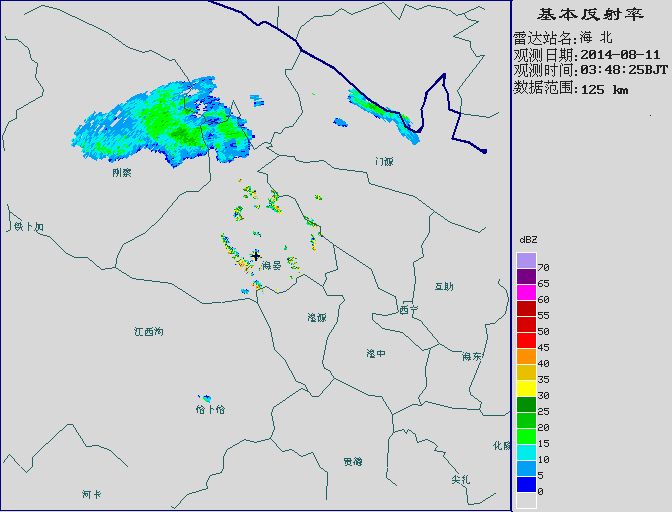 基本反射率
雷达站名:海 北
观测日期:2014-08-11
观测时间:03:48:25BJT
数据范围:125 km
门源
阴寨
铁卜加
海晏
互助
西宁
湟源
江西沟
湟中
海东
恰卜恰
化隆
贵德
尖扎
河卡
dBZ
70
65
60
55
50
45
40
35
30
25
20
15
10
5
0